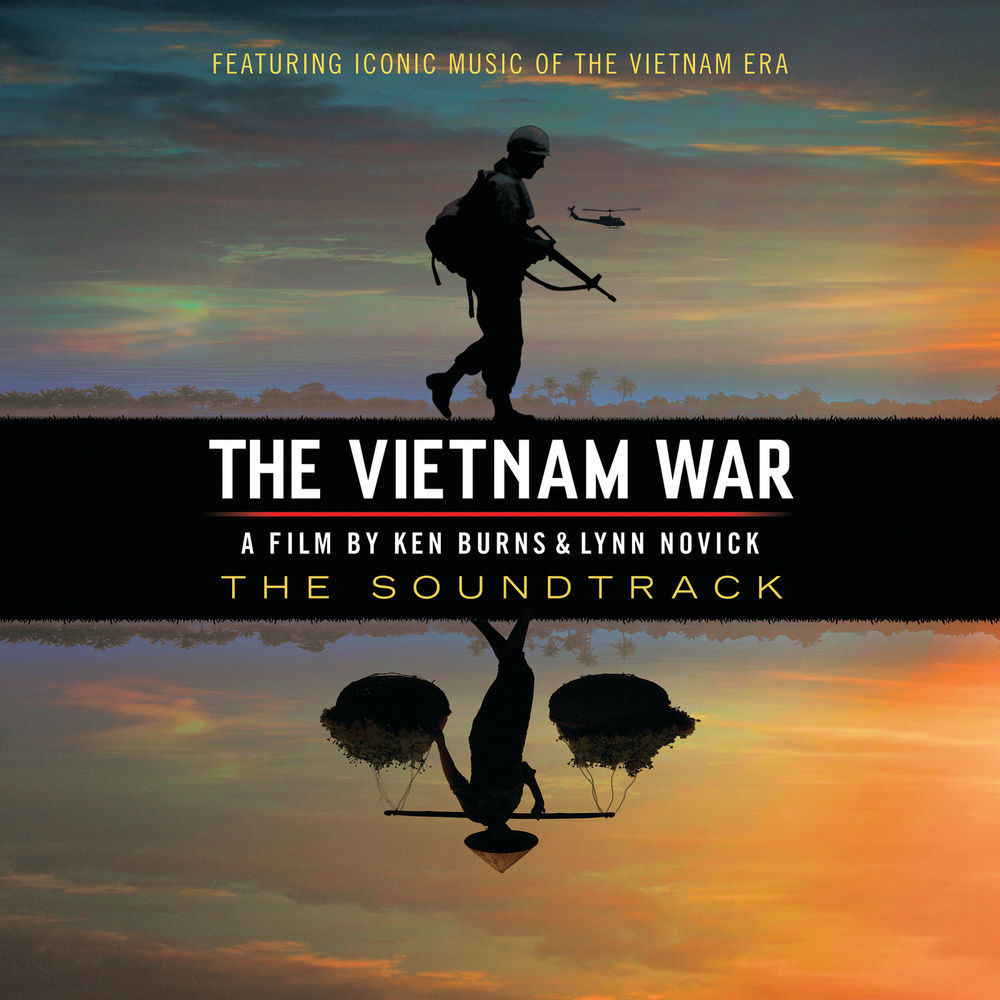 FEATURING ICONIC MUSIC OF THE VIETNAM ERA
THE VIETNAM WAR
A FILM BY KEN BURNS & LYNN NOVICK
THE SOUNDTRACK